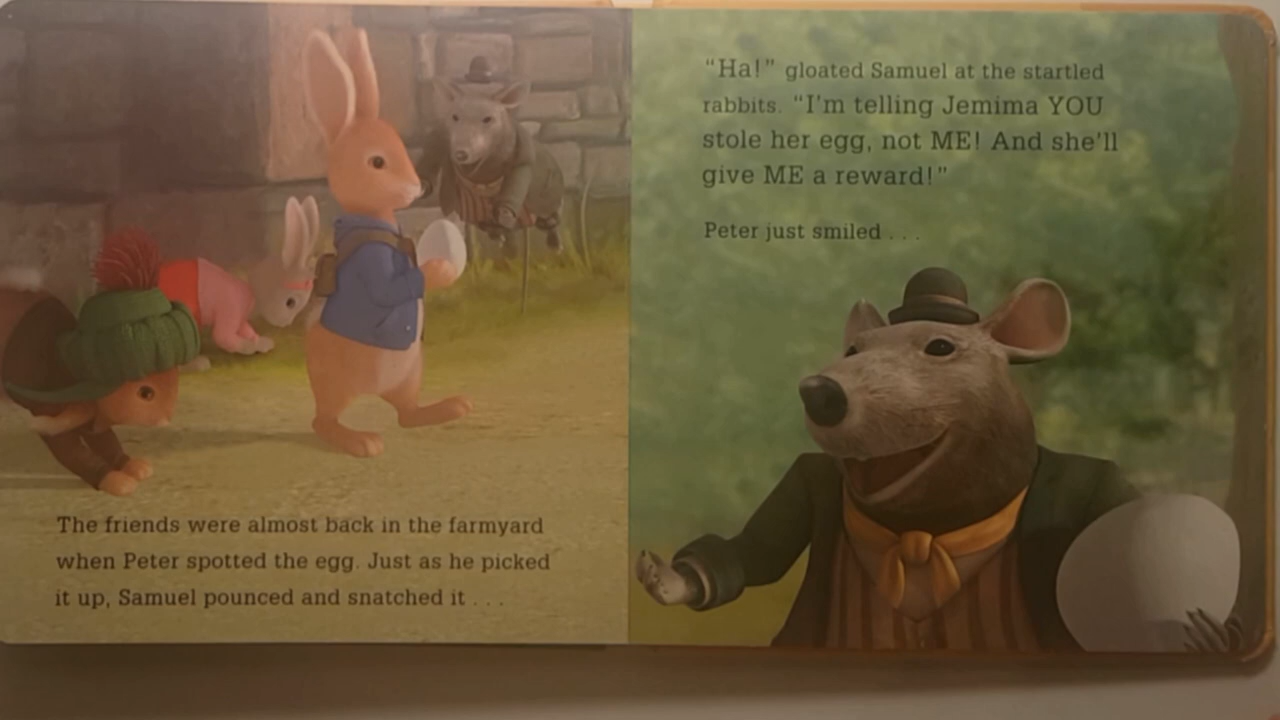 The friends were almost back in the farmyard
when Peter spotted the egg. Just as he picked
it up, Samuel pounced and snatched it . . .
“Ha!” gloated Samuel at the startled
rabbits. “I’m telling Jemima YOU
stole her egg, not ME! And she’ll
give ME a reward!”
Peter just smiled . . .